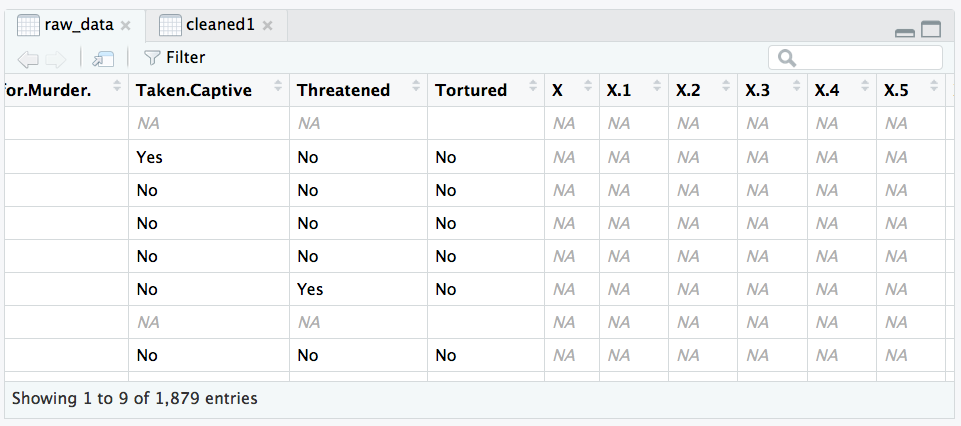 raw_data cleaned1
Filter
for.Murder. Taken.Captive Threatened Tortured X X.1 X.2 X.3 X.4 X.5
NA NA NA NA NA NA NA NA
Yes No No NA NA NA NA NA NA
No No No NA NA NA NA NA NA
No No No NA NA NA NA NA NA
No No No NA NA NA NA NA NA
No Yes No NA NA NA NA NA NA
NA NA NA NA NA NA NA NA
No No No NA NA NA NA NA NA
Showing 1 to 9 of 1,879 entries